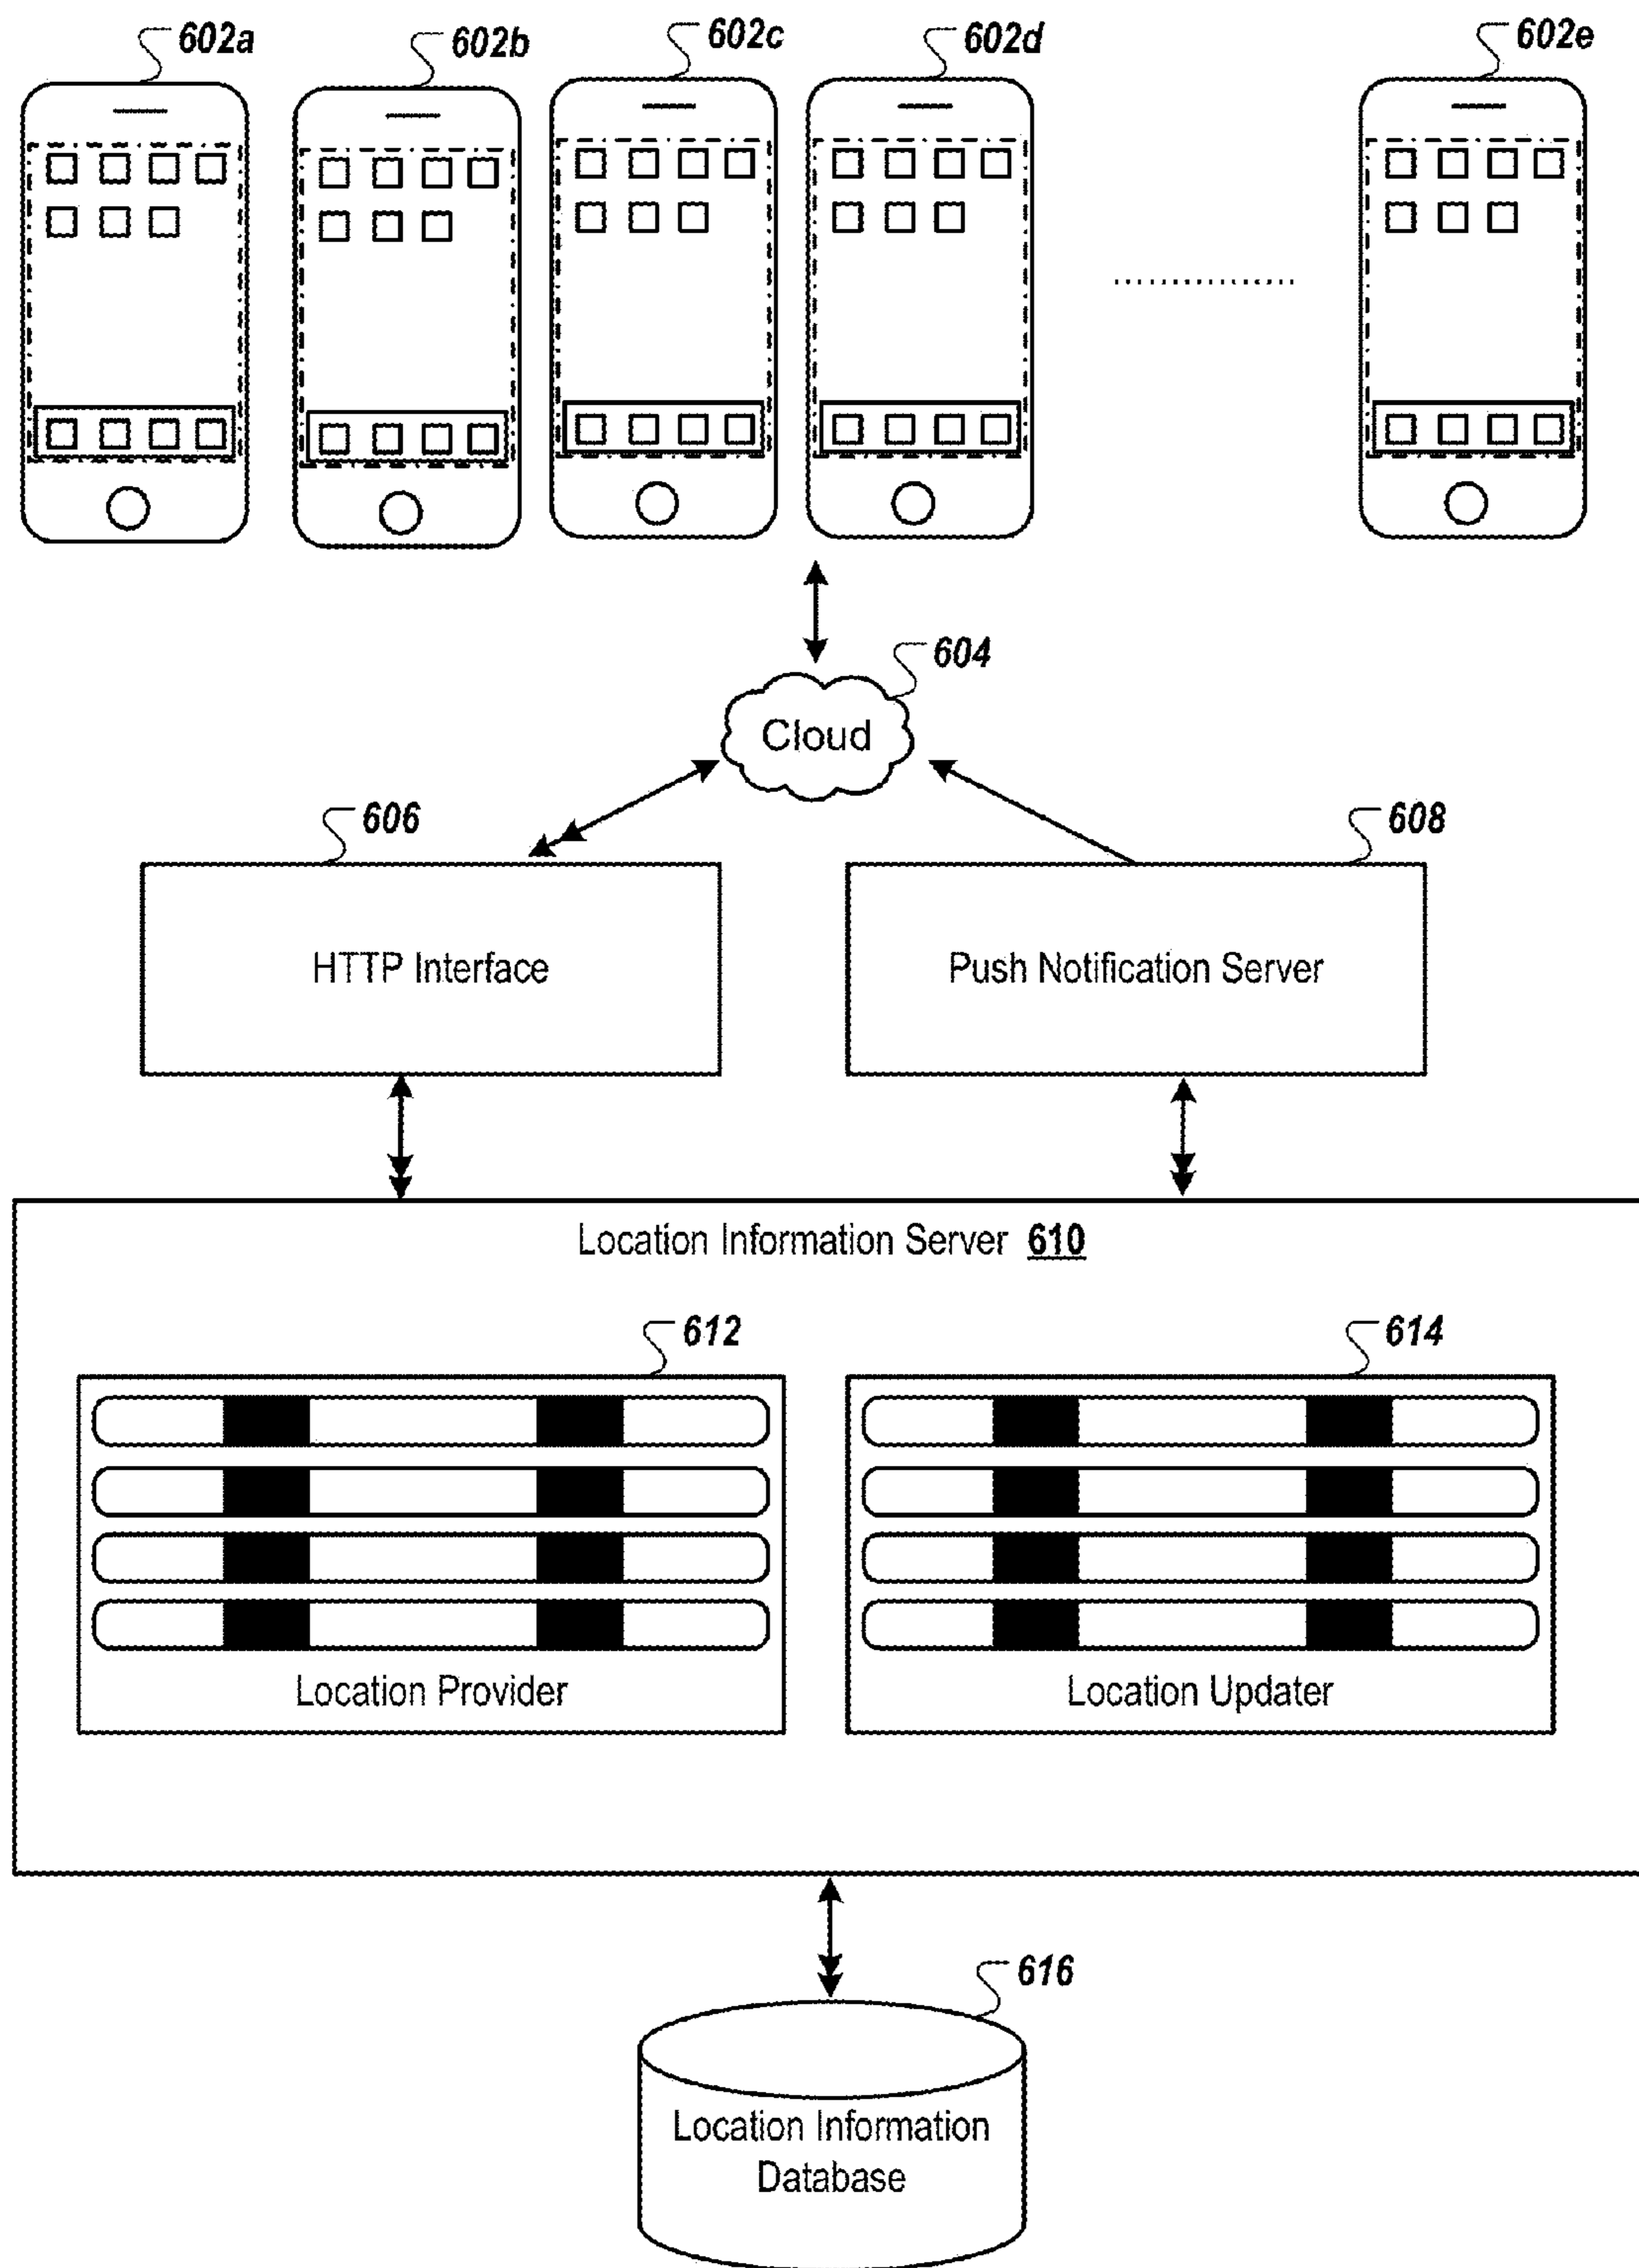 602a
602b
602c
602d
602e
604
Cloud
606
608
HTTP Interface
Push Notification Server
Location Information Server 610
612
614
Location Provider
Location Updater
616
Location Information
Database